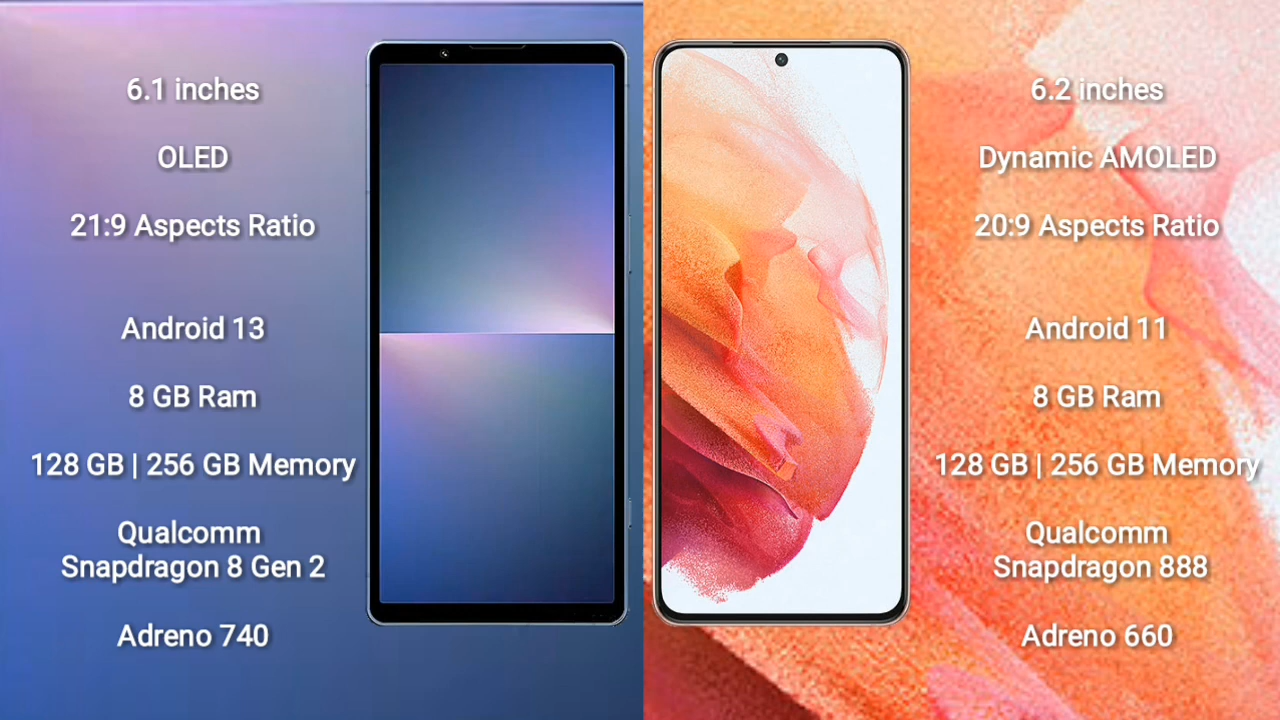 6.1 inches
OLED
21:9 Aspects Ratio
Android 13
8 GB Ram
128 GB | 256 GB Memory
Qualcomm
Snapdragon 8 Gen 2
Adreno 740
6.2 inches
Dynamic AMOLED
20:9 Aspects Ratio
Android 11
8 GB Ram
128 GB | 256 GB Memory
Qualcomm
Snapdragon 888
Adreno 660